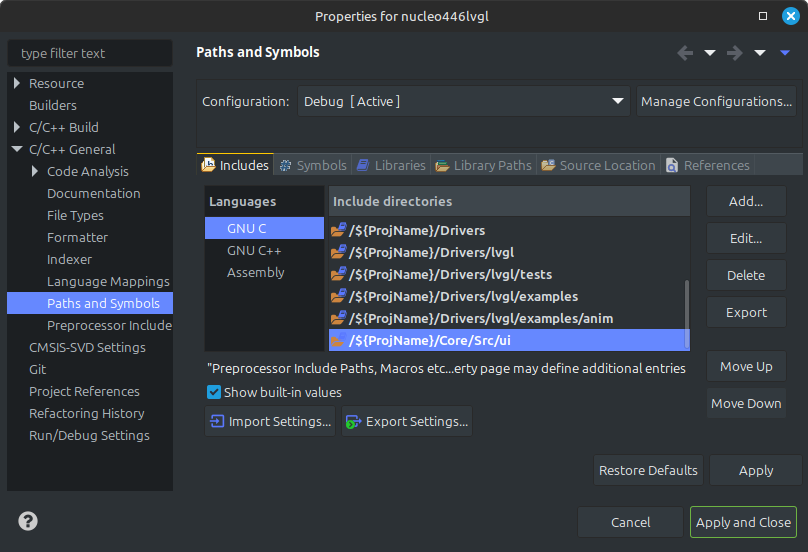 Properties for nucleo446lvgl
type filter text
Resource
Builders
C/C++ Build
C/C++ General
Code Analysis
Documentation
File Types
Formatter
Indexer
Language Mappings
Paths and Symbols
Preprocessor Include
CMSIS-SVD Settings
Git
Project References
Refactoring History
Run/Debug Settings
Paths and Symbols
Configuration: Debug [ Active ] Manage Configurations...
Includes Symbols Libraries Library Paths Source Location References
Languages
GNU C
GNU C++
Assembly
Include directories
/${ProjName}/Drivers
/${ProjName}/Drivers/lvgl
/${ProjName}/Drivers/lvgl/tests
/${ProjName}/Drivers/lvgl/examples
/${ProjName}/Drivers/lvgl/examples/anim
/${ProjName}/Core/Src/ui
Add...
Edit...
Delete
Export
Move Up
Move Down
"Preprocessor Include Paths, Macros etc...erty page may define additional entries
Show built-in values
Import Settings... Export Settings...
Restore Defaults Apply
? Cancel Apply and Close